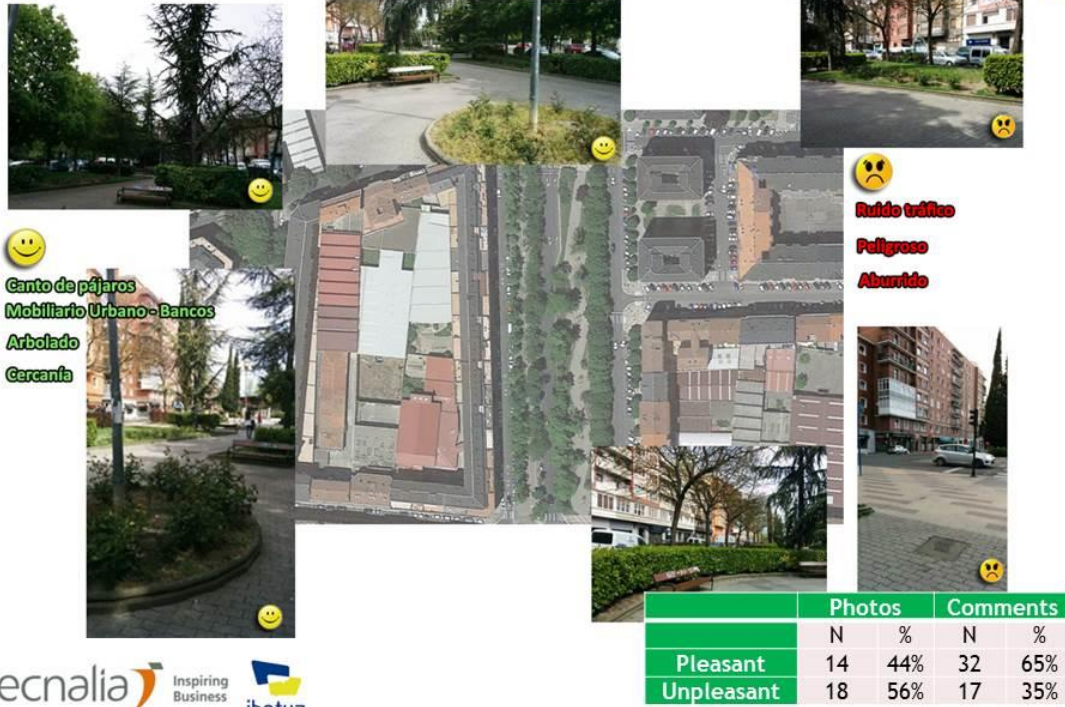 Ruido tráfico
Peligroso
Aburrido
Canto de pájaros
Mobiliario Urbano - Bancos
Arbolado
Cercanía
Photos Comments
N % N %
Pleasant 14 44% 32 65%
Unpleasant 18 56% 17 35%
ecnalia Inspiring
Business